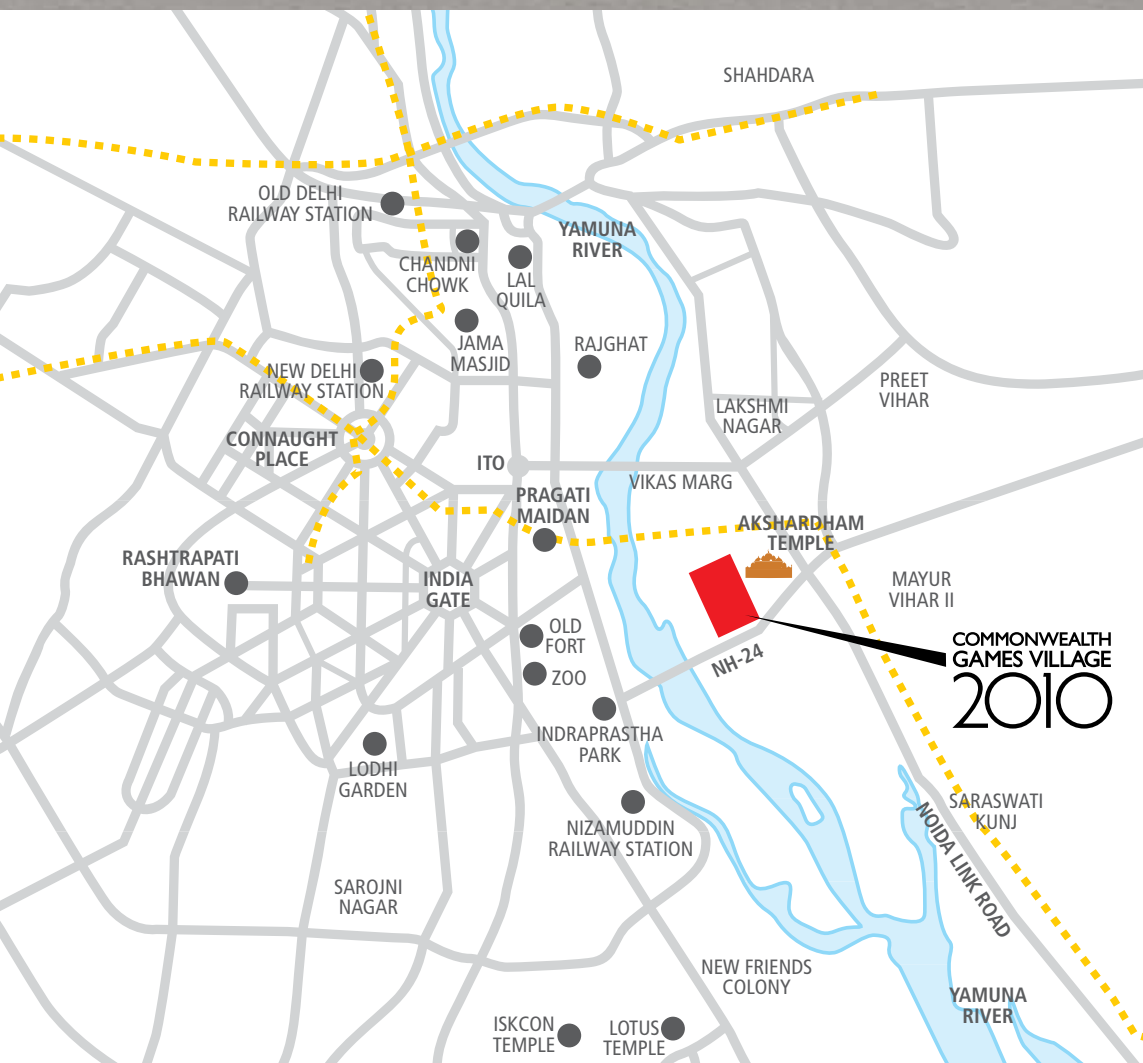 SHAHDARA
OLD DELHI
RAILWAY STATION
YAMUNA
RIVER
CHANDNI
CHOWK
LAL
QUILA
JAMA
MASJID
RAJGHAT
NEW DELHI
RAILWAY STATION
PREET
VIHAR
LAKSHMI
NAGAR
CONNAUGHT
PLACE
ITO
VIKAS MARG
PRAGATI
MAIDAN
AKSHARDHAM
TEMPLE
RASHTRAPATI
BHAWAN
INDIA
GATE
MAYUR
VIHAR II
OLD
FORT
ZOO
NH-24
COMMONWEALTH
GAMES VILLAGE
2010
INDRAPRASTHA
PARK
LODHI
GARDEN
SARASWATI
KUNJ
NOIDA LINK ROAD
NIZAMUDDIN
RAILWAY STATION
SAROJNI
NAGAR
NEW FRIENDS
COLONY
YAMUNA
RIVER
ISKCON
TEMPLE
LOTUS
TEMPLE